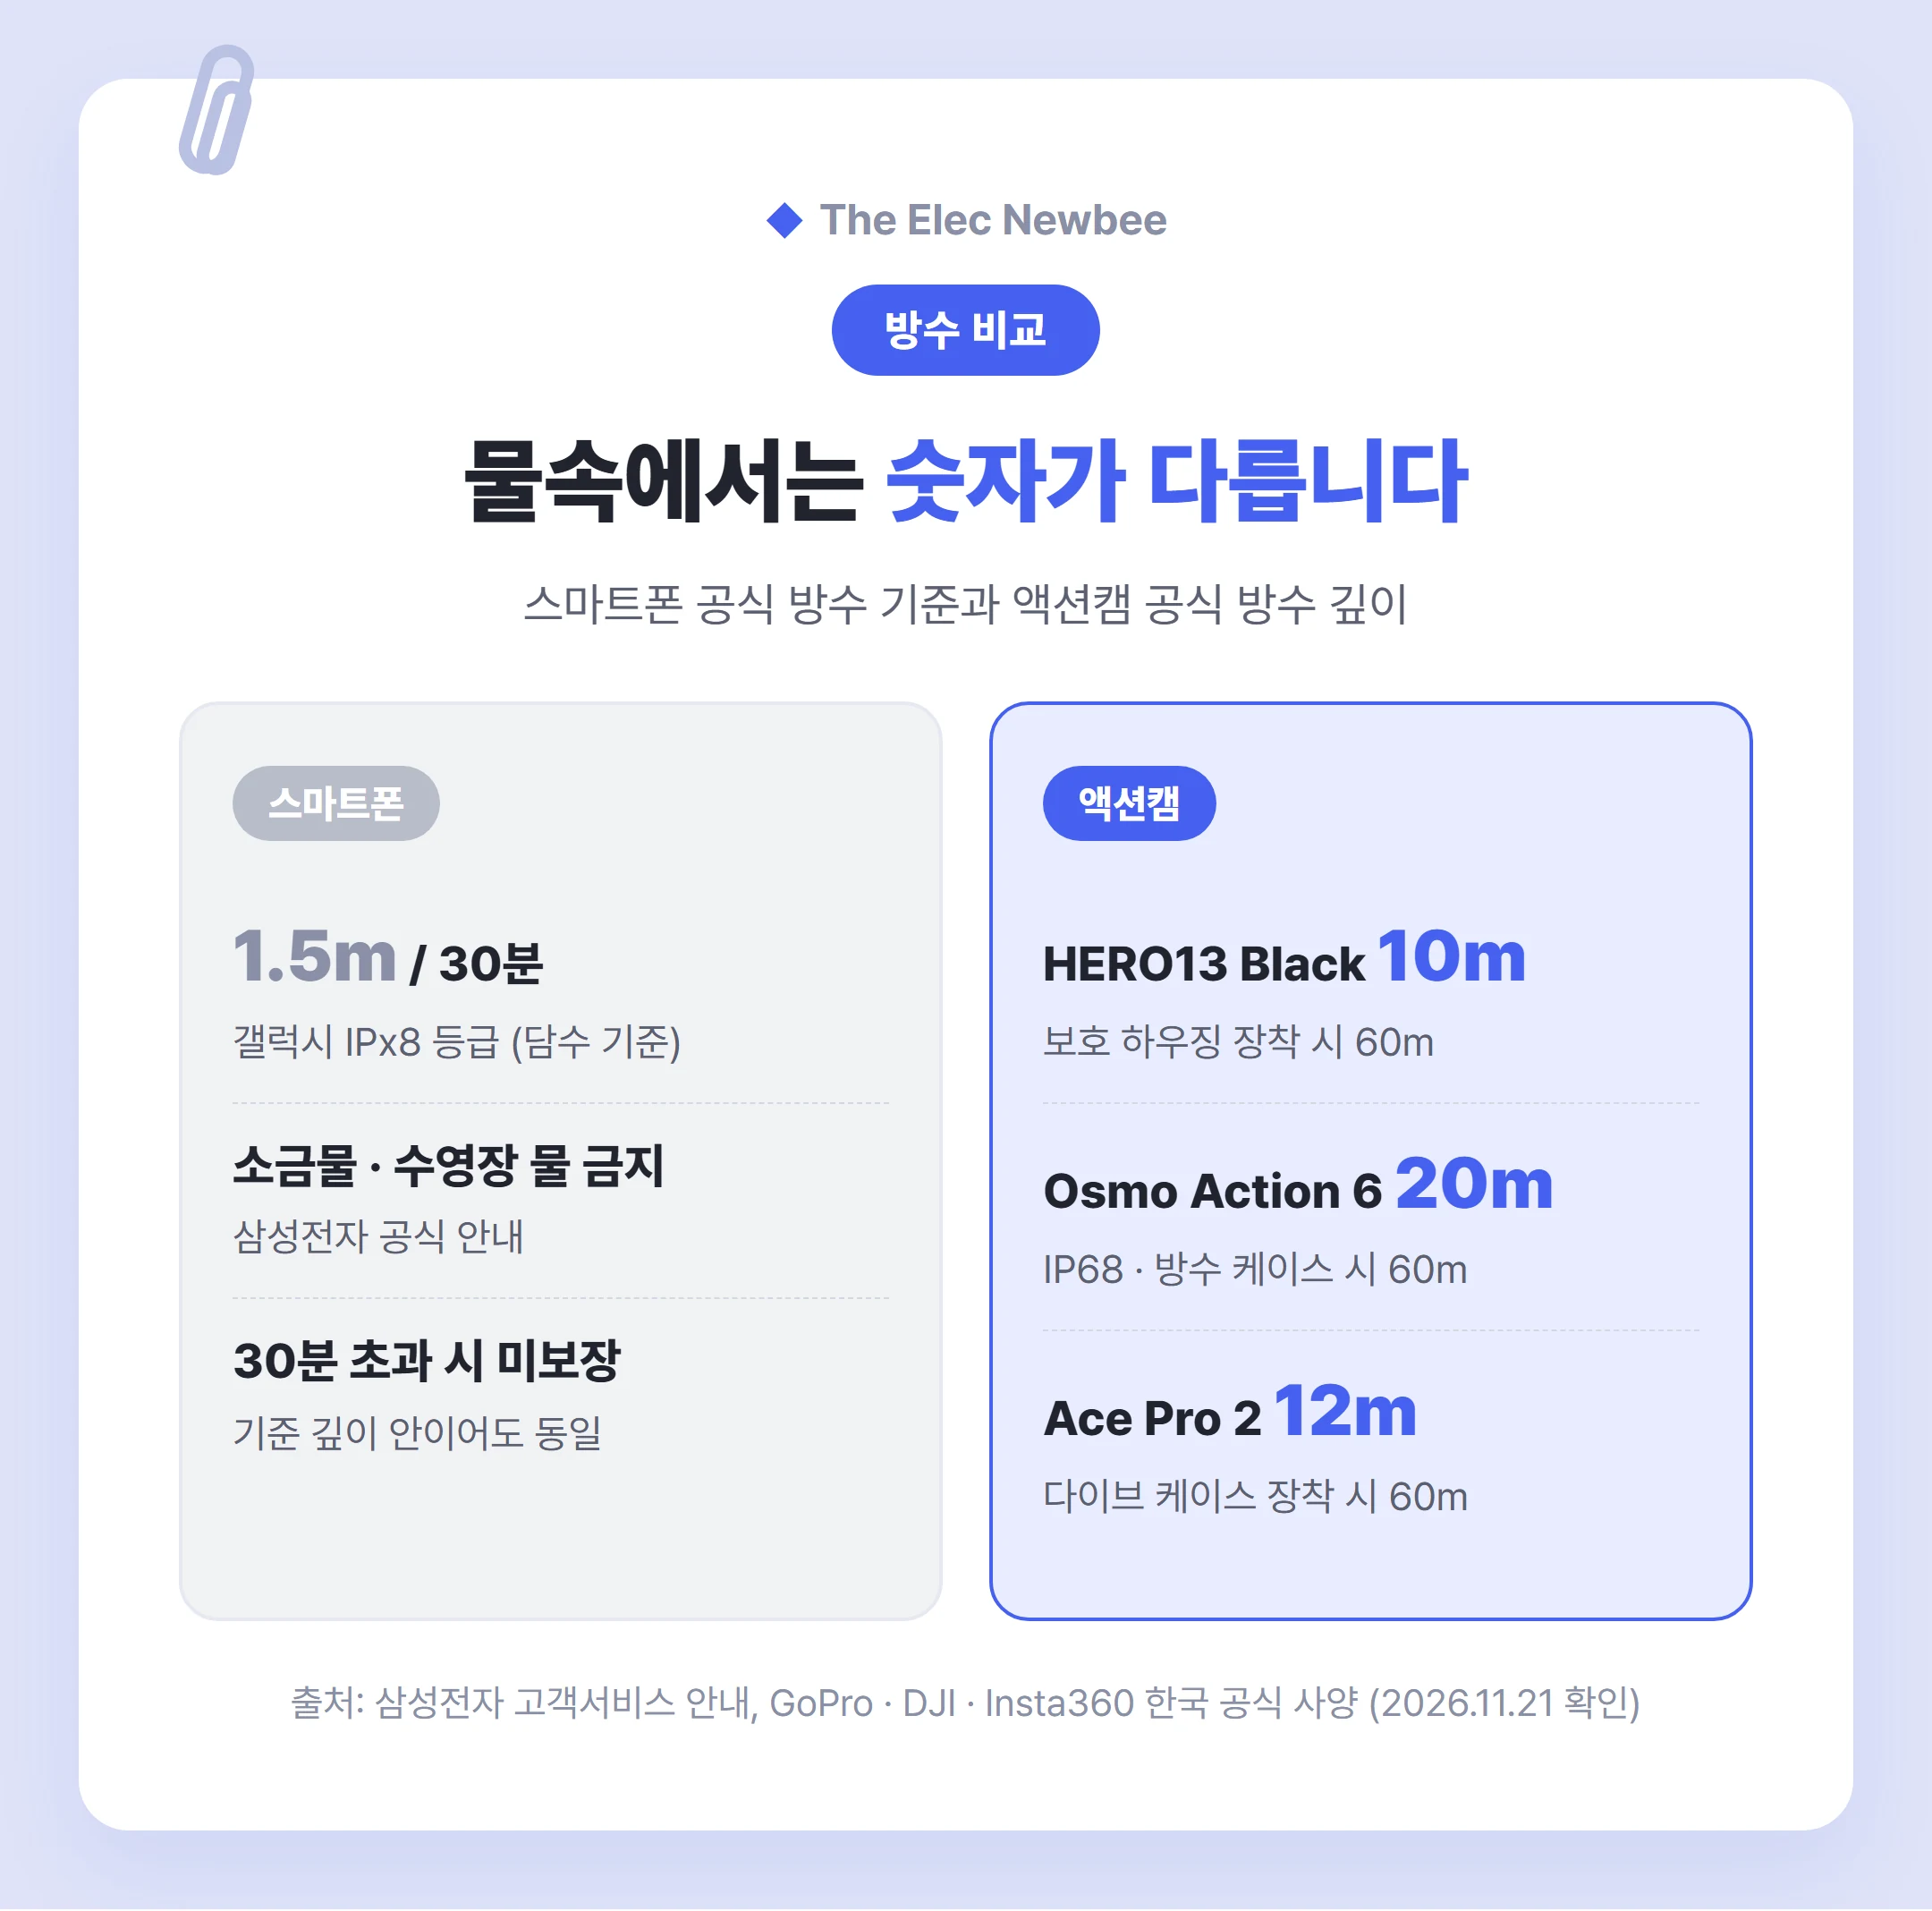 The Elec Newbee
방수 비교
물속에서는 숫자가 다릅니다
스마트폰 공식 방수 기준과 액션캠 공식 방수 깊이
스마트폰
1.5m / 30분
갤럭시 IPx8 등급 (담수 기준)
소금물 · 수영장 물 금지
삼성전자 공식 안내
30분 초과 시 미보장
기준 깊이 안이어도 동일
액션캠
HERO13 Black 10m
보호 하우징 장착 시 60m
Osmo Action 6 20m
IP68 · 방수 케이스 시 60m
Ace Pro 2 12m
다이브 케이스 장착 시 60m
출처: 삼성전자 고객서비스 안내, GoPro · DJI · Insta360 한국 공식 사양 (2026.11.21 확인)